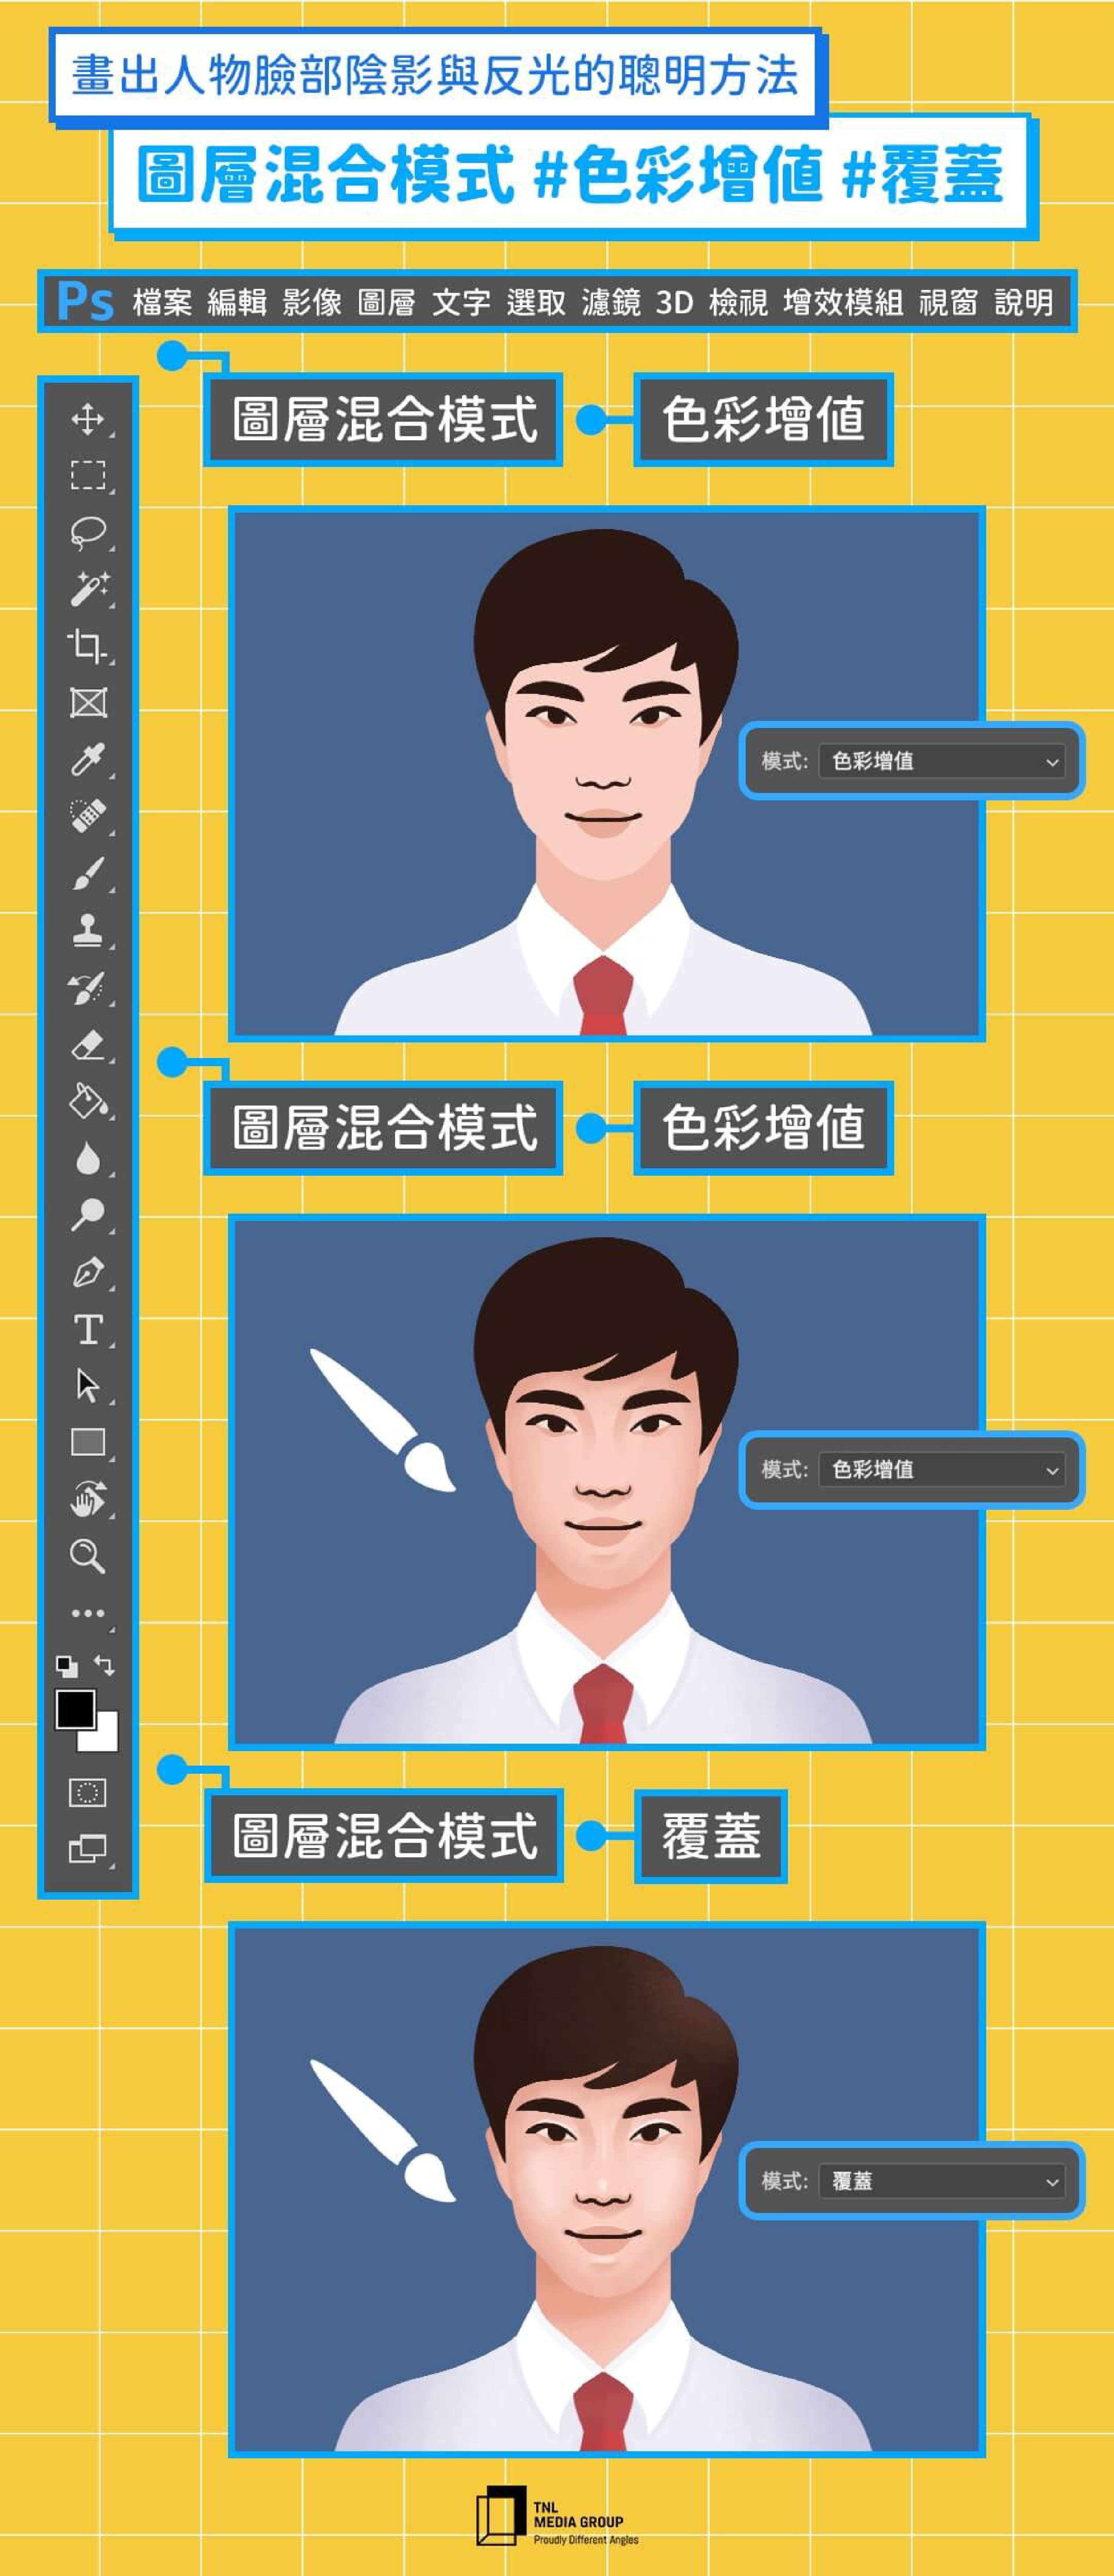 畫出人物臉部陰影與反光的聰明方法
圖層混合模式 #色彩增值 #覆蓋
Ps 檔案 編輯 影像 圖層 文字 選取 濾鏡 3D 檢視 增效模組 視窗 說明
圖層混合模式 色彩增值
模式: 色彩增值
圖層混合模式 色彩增值
模式: 色彩增值
圖層混合模式 覆蓋
模式: 覆蓋
TNL
MEDIA GROUP
Proudly Different Angles